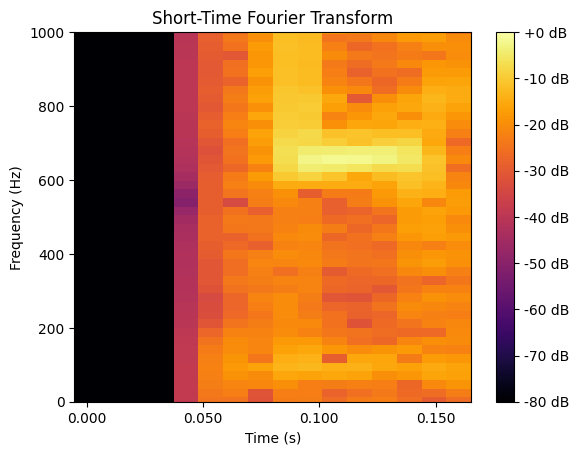 Short-Time Fourier Transform
1000
800
600
400
200
0
Frequency (Hz)
0.000
0.050
0.100
0.150
Time (s)
+0 dB
-10 dB
-20 dB
-30 dB
-40 dB
-50 dB
-60 dB
-70 dB
-80 dB